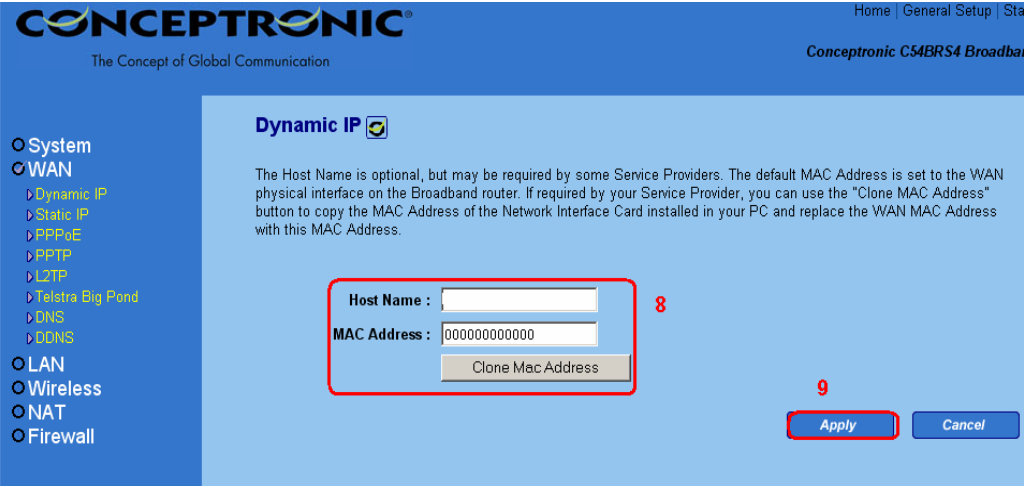 CONCEPTRONIC®
The Concept of Global Communication
Home | General Setup | Sta
Conceptronic C54BRS4 Broadba
System
WAN
Dynamic IP
Static IP
PPPoE
PPTP
L2TP
Telstra Big Pond
DNS
DDNS
LAN
Wireless
NAT
Firewall
Dynamic IP
The Host Name is optional, but may be required by some Service Providers. The default MAC Address is set to the WAN
physical interface on the Broadband router. If required by your Service Provider, you can use the "Clone MAC Address"
button to copy the MAC Address of the Network Interface Card installed in your PC and replace the WAN MAC Address
with this MAC Address.
Host Name :
8
MAC Address : 000000000000
Clone Mac Address
9
Apply Cancel